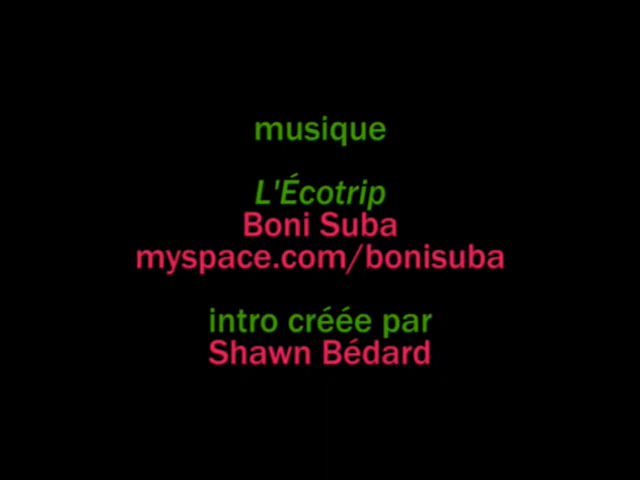 musique
L'Écotrip
Boni Suba
myspace.com/bonisuba
intro créée par
Shawn Bédard